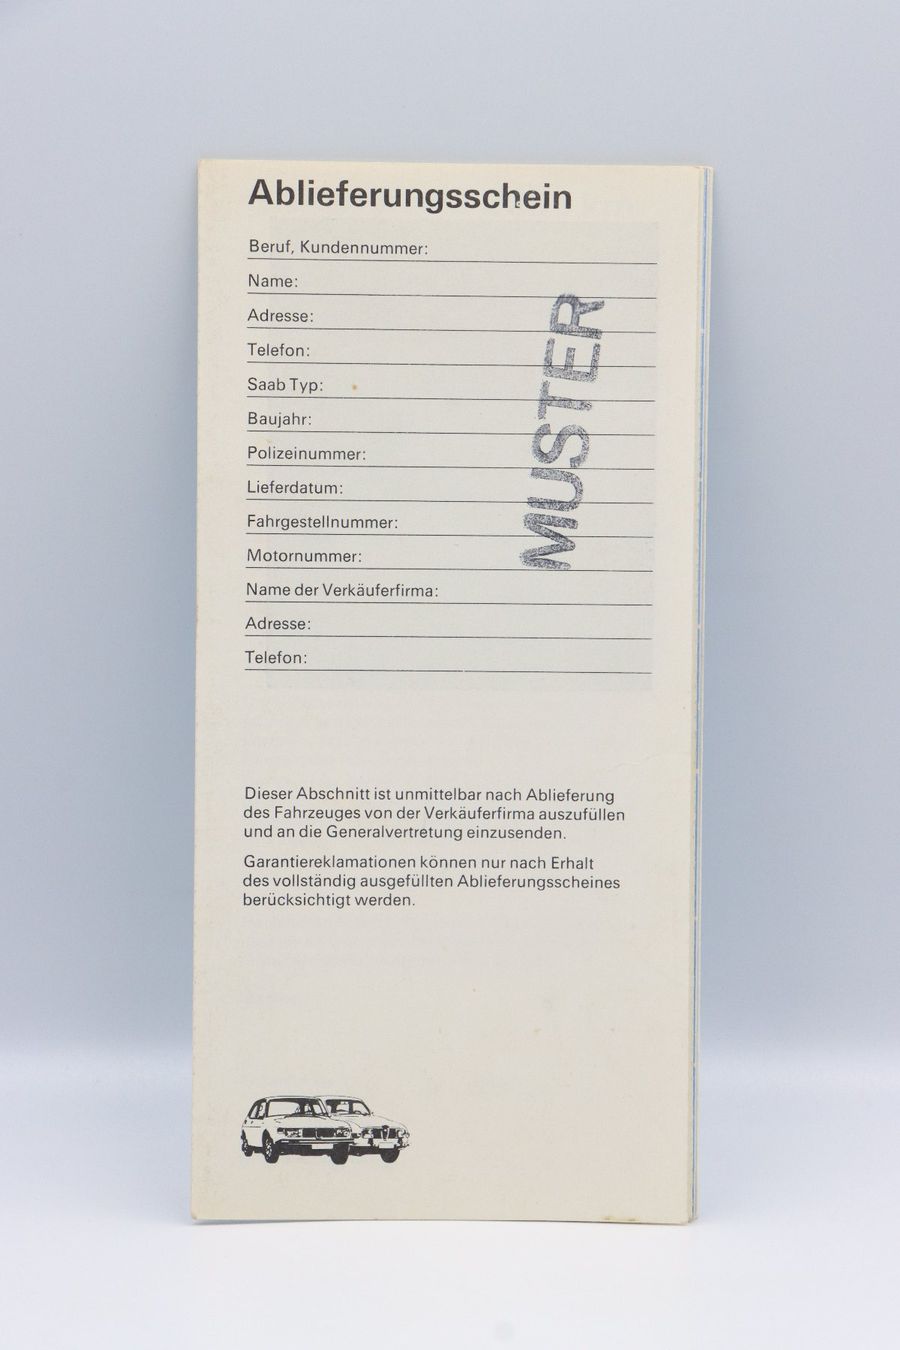 Ablieferungsschein
Beruf, Kundennummer:
Name:
Adresse:
Telefon:
Saab Typ:
Baujahr:
Polizeinummer:
Lieferdatum:
Fahrgestellnummer:
Motornummer:
Name der Verkäuferfirma:
Adresse:
Telefon:
MUSTER
Dieser Abschnitt ist unmittelbar nach Ablieferung
des Fahrzeuges von der Verkäuferfirma auszufüllen
und an die Generalvertretung einzusenden.
Garantiereklamationen können nur nach Erhalt
des vollständig ausgefüllten Ablieferungsscheines
berücksichtigt werden.